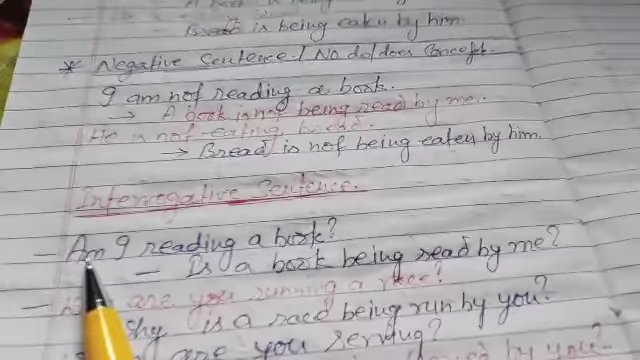 Bread is being eaten by him.
* Negative Sentence / No do/does Concept.
I am not reading a book.
→ A book is not being read by me.
He is not eating bread.
→ Bread is not being eaten by him.
Interrogative Sentence.
- Am I reading a book?
- Is a book being read by me?
are you running a race?
Why is a race being run by you?
are you serving?
by you?